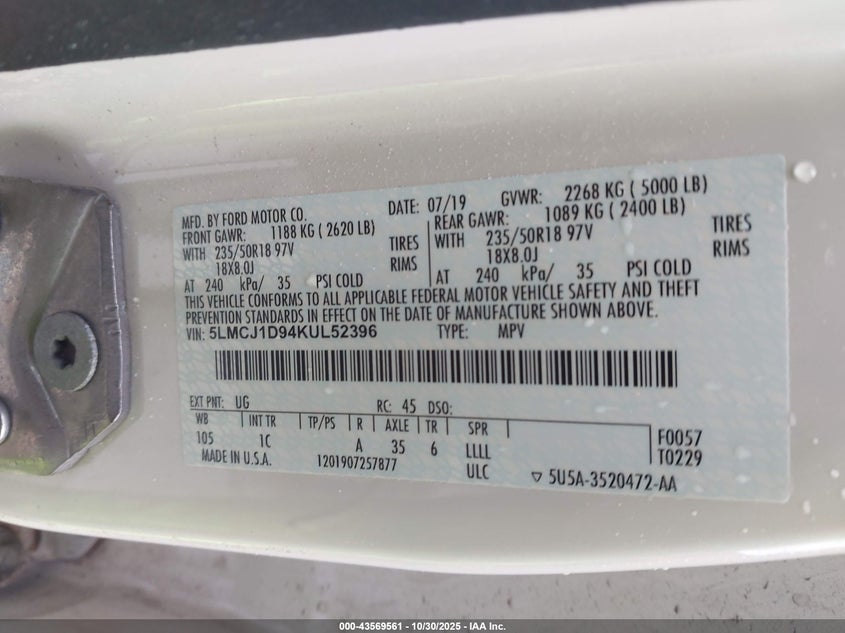 MFD. BY FORD MOTOR CO. DATE: 07/19 GVWR: 2268 KG ( 5000 LB)
FRONT GAWR: 1188 KG ( 2620 LB) REAR GAWR: 1089 KG ( 2400 LB)
WITH 235/50R18 97V TIRES WITH 235/50R18 97V TIRES
18X8.0J RIMS 18X8.0J RIMS
AT 240 kPa/ 35 PSI COLD AT 240 kPa/ 35 PSI COLD
THIS VEHICLE CONFORMS TO ALL APPLICABLE FEDERAL MOTOR VEHICLE SAFETY AND THEFT
PREVENTION STANDARDS IN EFFECT ON THE DATE OF MANUFACTURE SHOWN ABOVE.
VIN: 5LMCJ1D94KUL52396 TYPE: MPV
EXT PNT: UG RC: 45 DSO:
WB INT TR TP/PS R AXLE TR SPR
105 1C A 35 6 LLLL F0057
MADE IN U.S.A. 1201907257877 ULC T0229
▽ 5U5A-3520472-AA
000-43569561 | 10/30/2025 | IAA Inc.